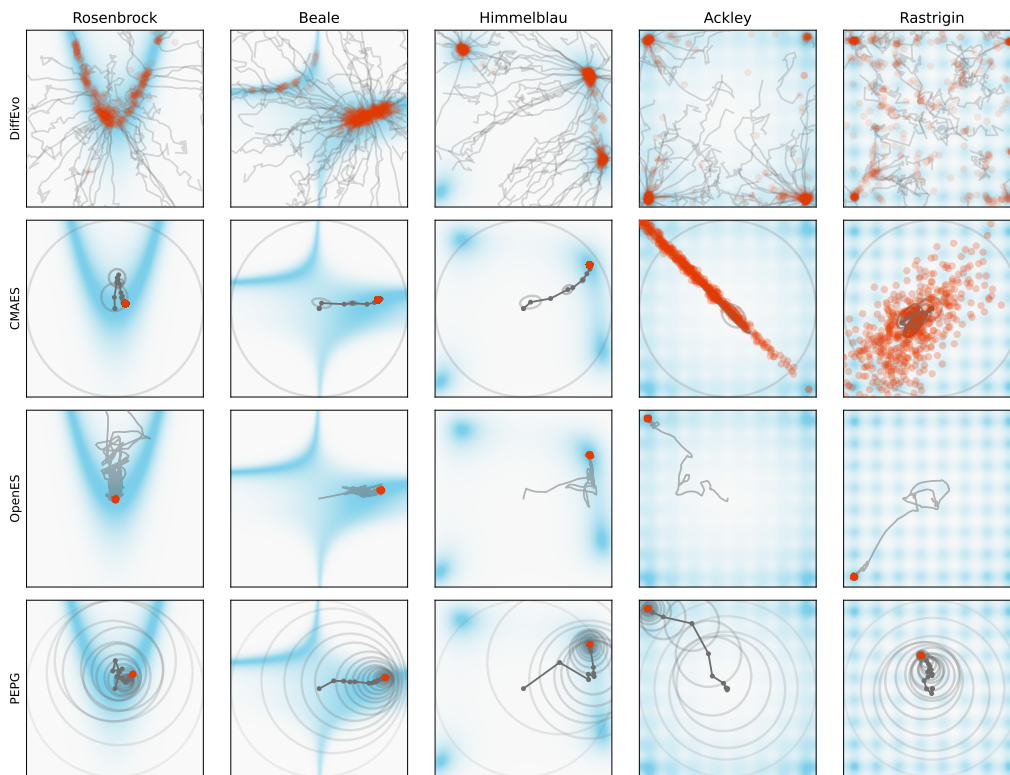 Rosenbrock Beale Himmelblau Ackley Rastrigin
DiffEvo
CMAES
OpenES
PEPG